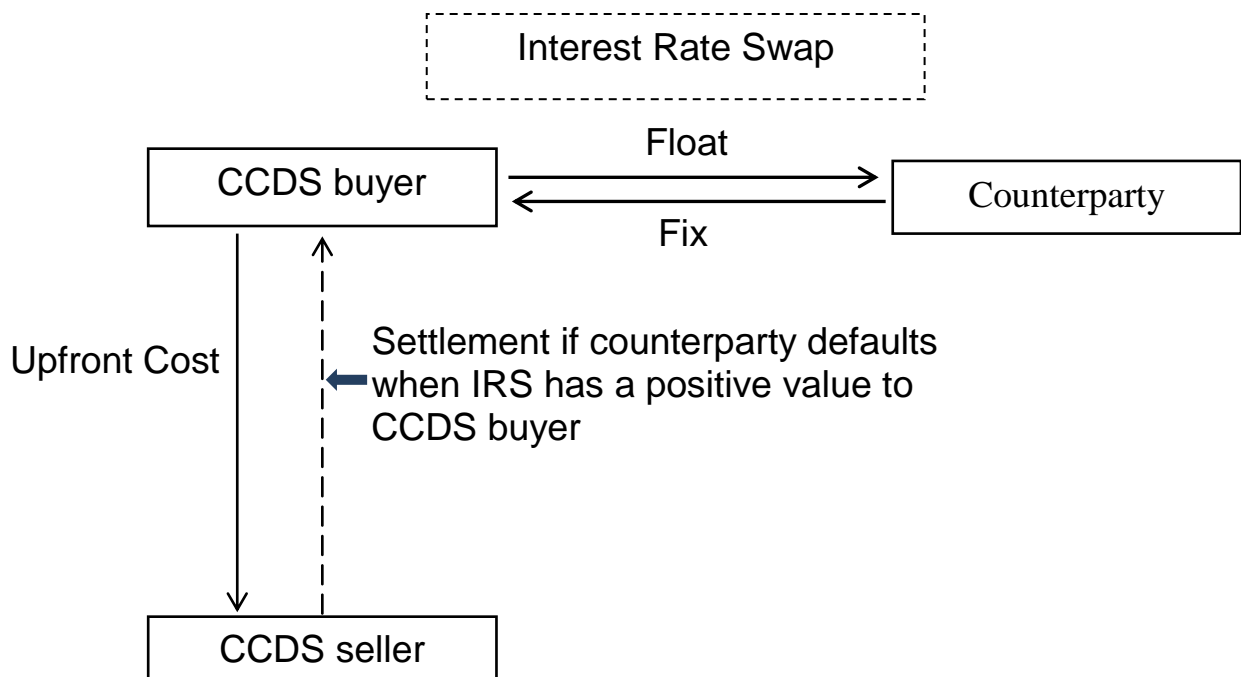 Interest Rate Swap
Float
CCDS buyer
Counterparty
Fix
Upfront Cost
Settlement if counterparty defaults
when IRS has a positive value to
CCDS buyer
CCDS seller